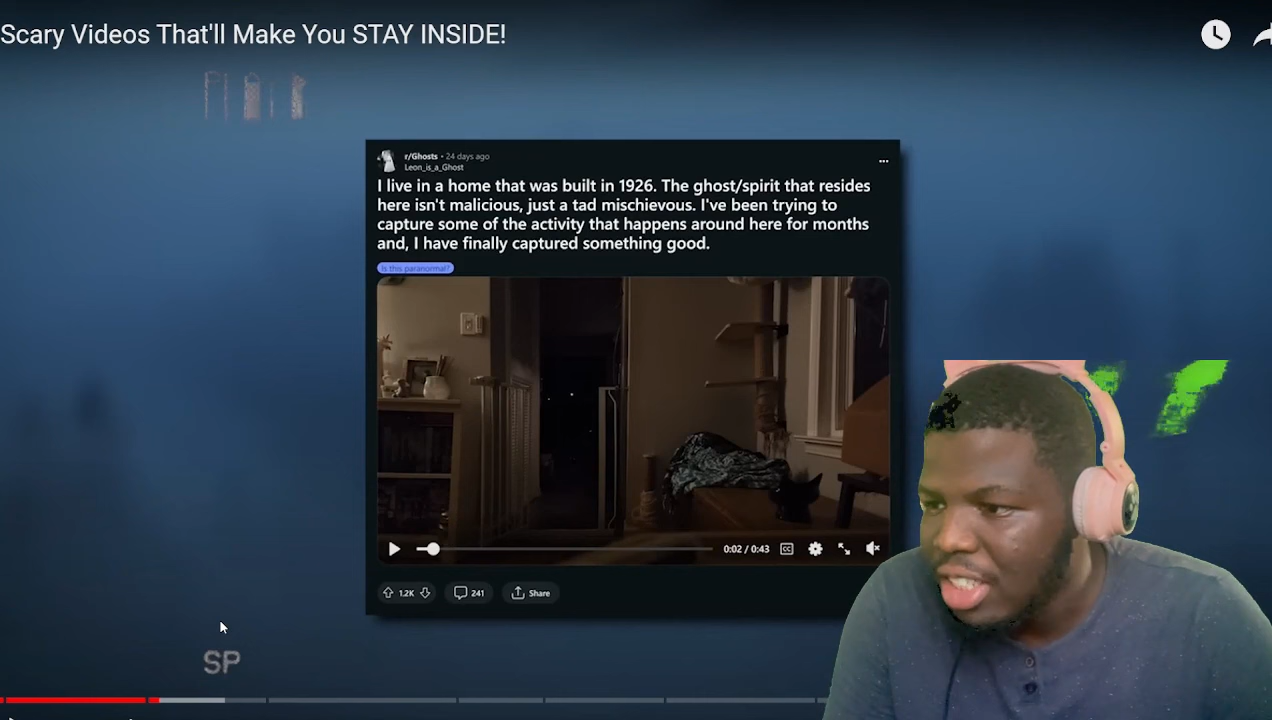 Scary Videos That'll Make You STAY INSIDE!
r/Ghosts • 24 days ago
Leon_is_a_Ghost
I live in a home that was built in 1926. The ghost/spirit that resides
here isn't malicious, just a tad mischievous. I've been trying to
capture some of the activity that happens around here for months
and, I have finally captured something good.
Is this paranormal?
0:02 / 0:43
CC
1.2K
241
Share
SP